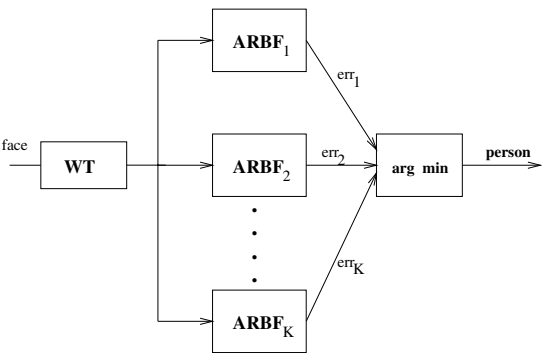 face
WT
ARBF1
ARBF2
ARBFK
err1
err2
errK
arg min
person